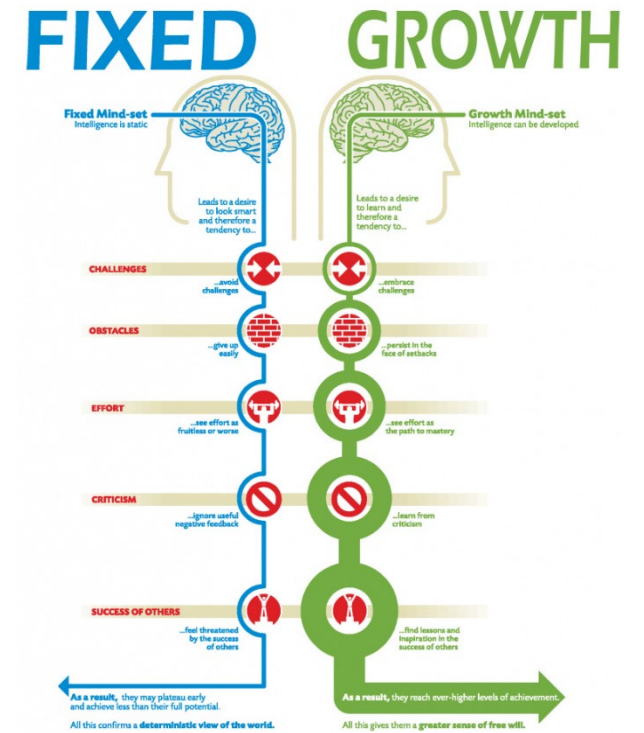 FIXED
GROWTH
Fixed Mind-set
Intelligence is static
Growth Mind-set
Intelligence can be developed
Leads to a desire
to look smart
and therefore a
tendency to...
Leads to a desire
to learn and
therefore a
tendency to...
CHALLENGES
...avoid
challenges
...embrace
challenges
OBSTACLES
...give up
easily
...persist in the
face of setbacks
EFFORT
...see effort as
fruitless or worse
...see effort as
the path to mastery
CRITICISM
...ignore useful
negative feedback
...learn from
criticism
SUCCESS OF OTHERS
...feel threatened
by the success
of others
...find lessons and
inspiration in the
success of others
As a result, they may plateau early
and achieve less than their full potential.
All this confirms a deterministic view of the world.
As a result, they reach ever-higher levels of achievement.
All this gives them a greater sense of free will.